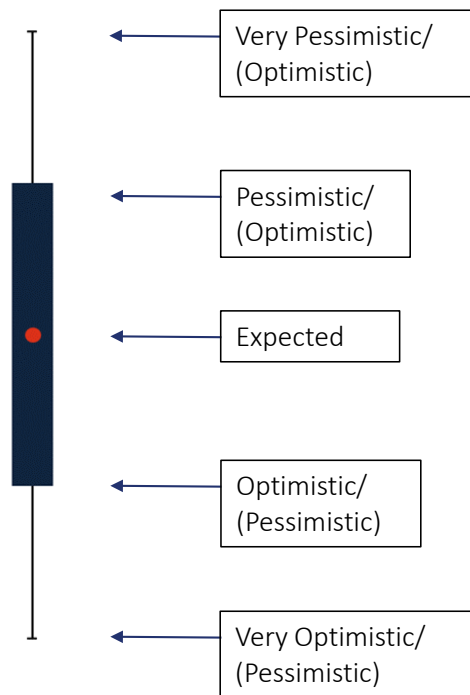 Very Pessimistic/
(Optimistic)
Pessimistic/
(Optimistic)
Expected
Optimistic/
(Pessimistic)
Very Optimistic/
(Pessimistic)